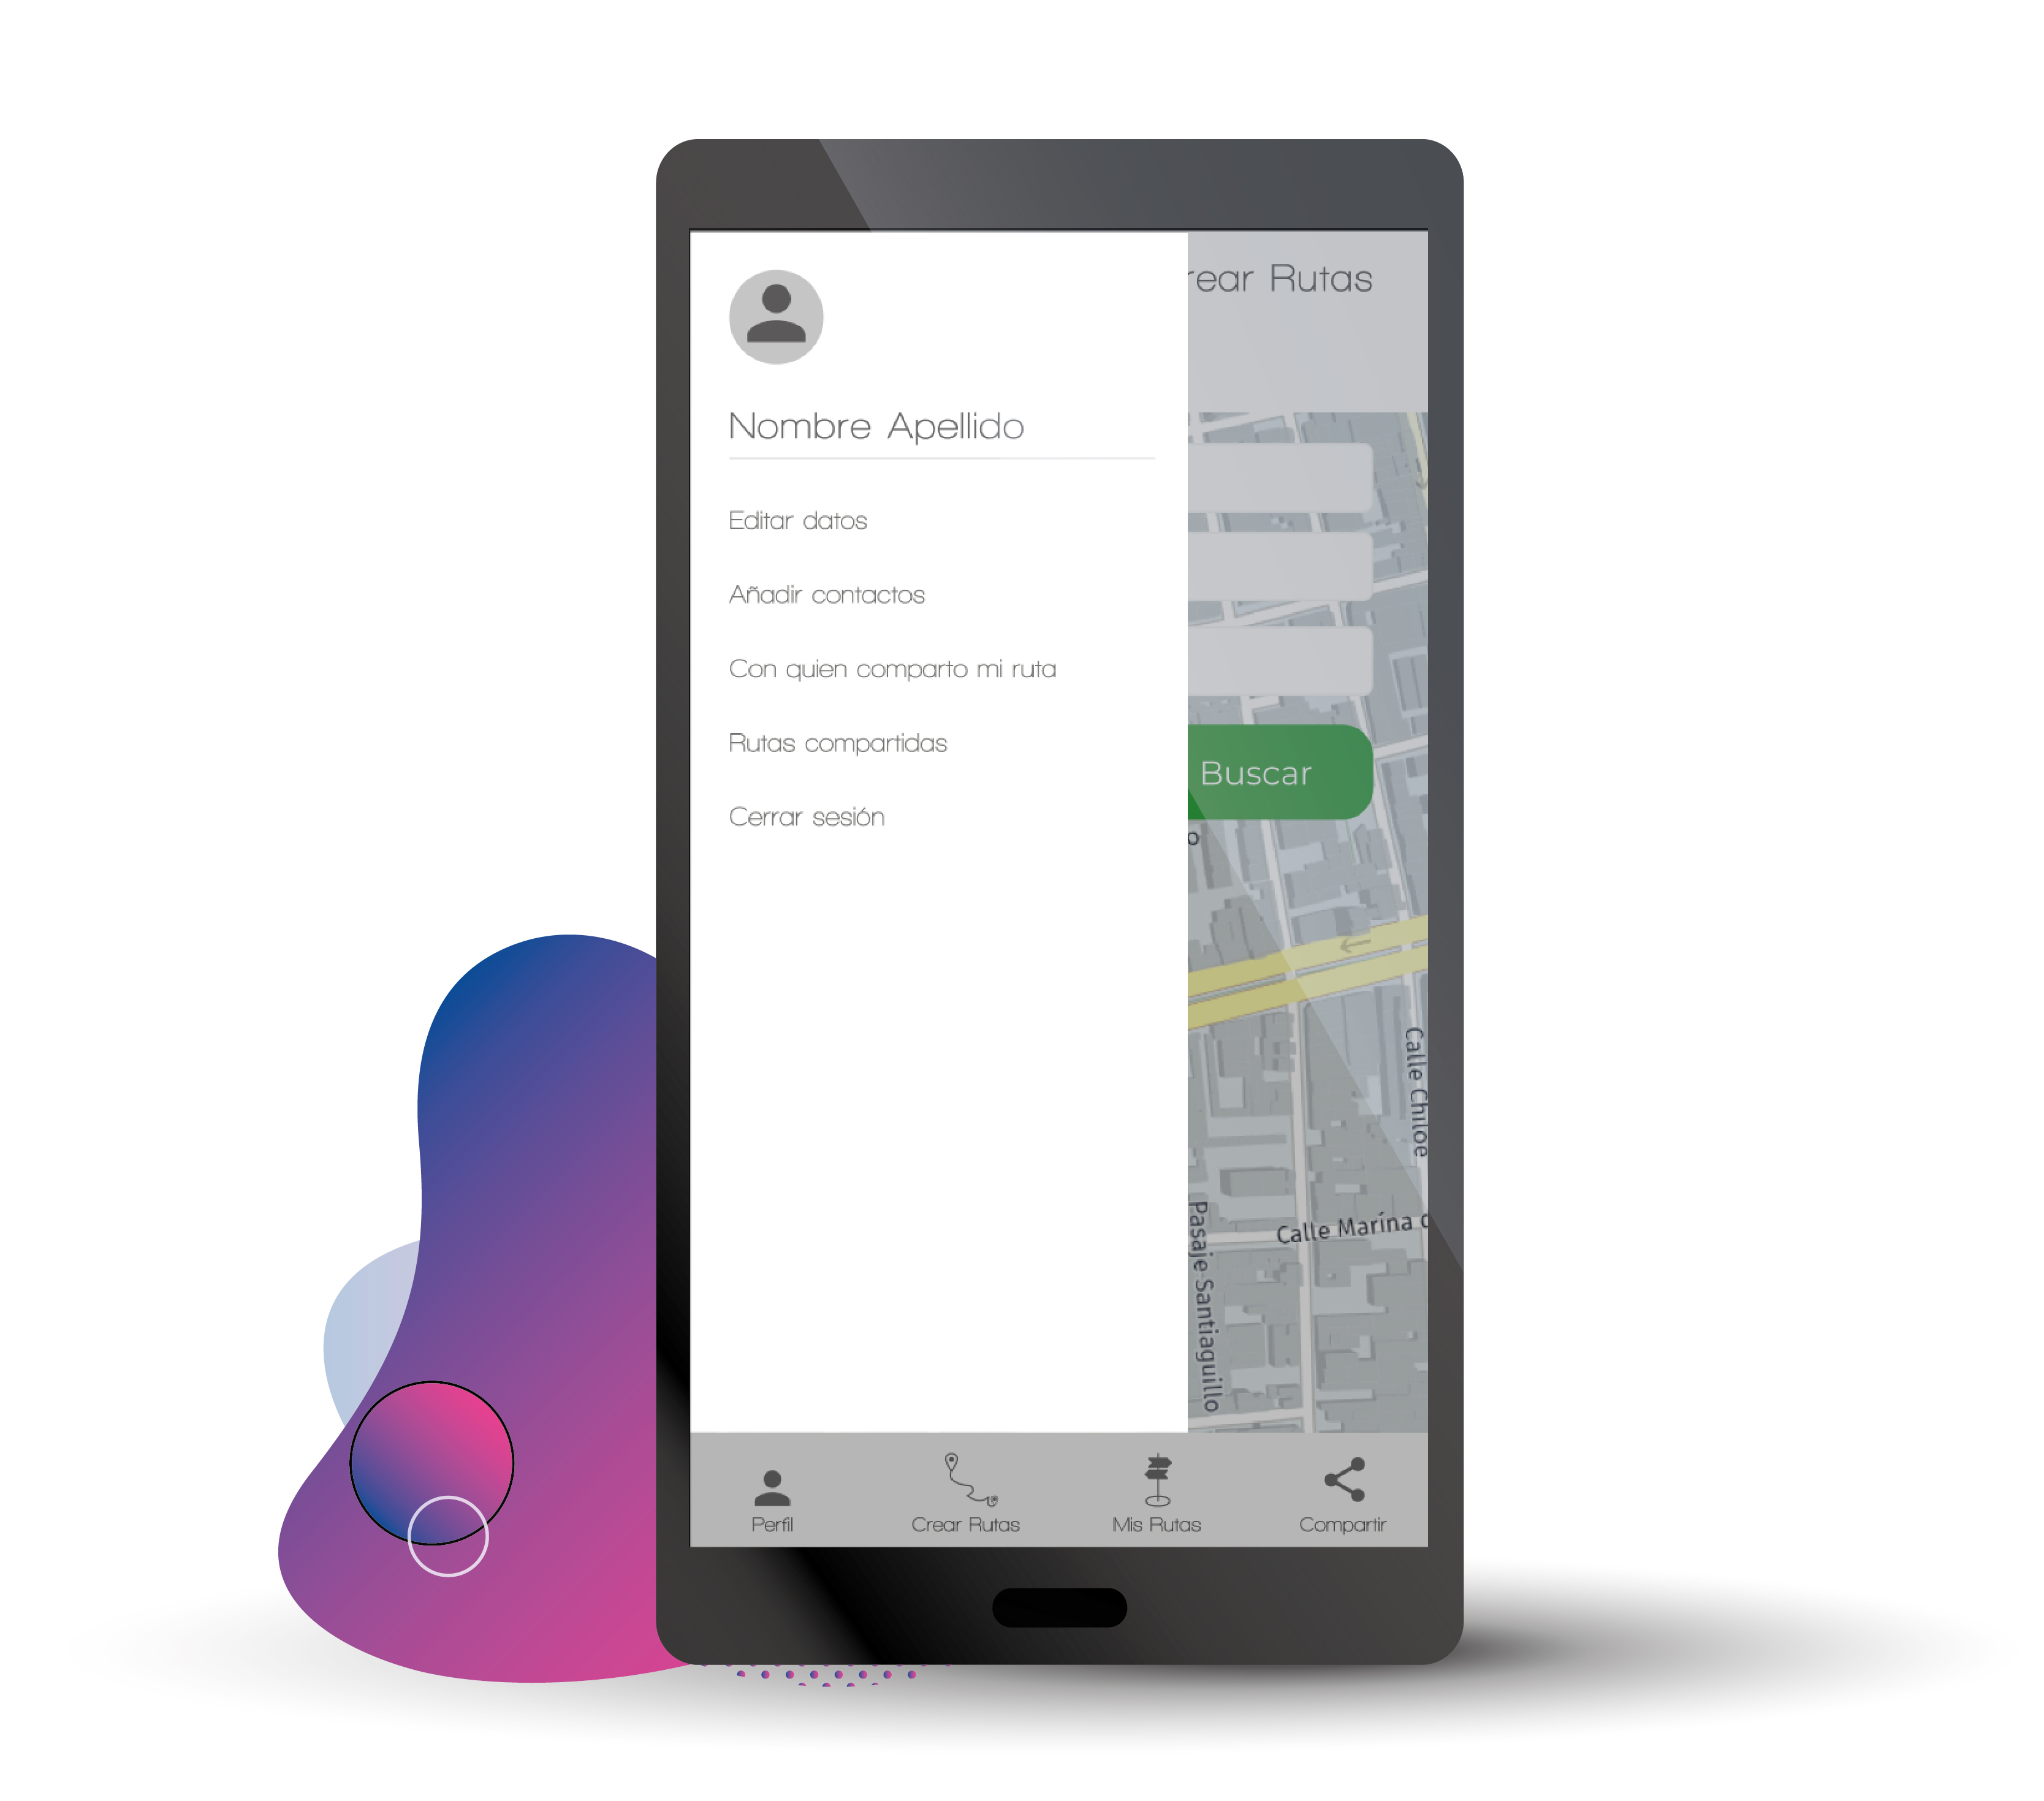 rear Rutas
Nombre Apellido
Editar datos
Añadir contactos
Con quien comparto mi ruta
Rutas compartidas
Cerrar sesión
Buscar
o
Calle Chiloe
Calle Marína
Pasaje Santiaguillo
Perfil
Crear Rutas
Mis Rutas
Compartir